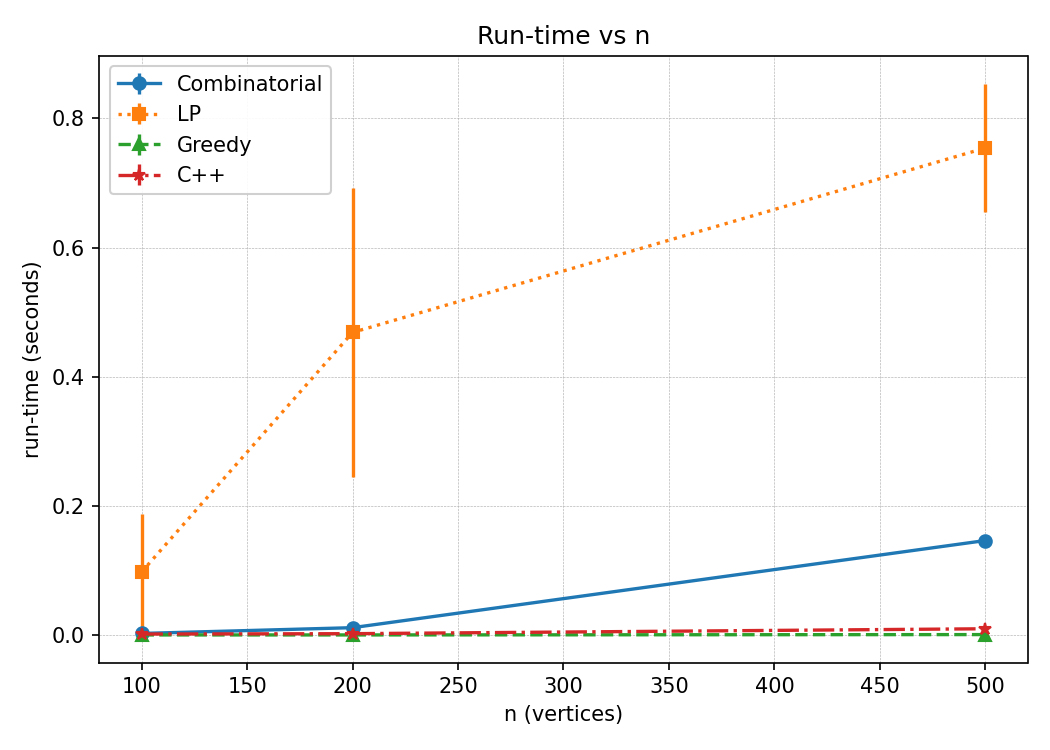 Run-time vs n
Combinatorial
LP
Greedy
C++
0.8
0.6
0.4
0.2
0.0
run-time (seconds)
100 150 200 250 300 350 400 450 500
n (vertices)